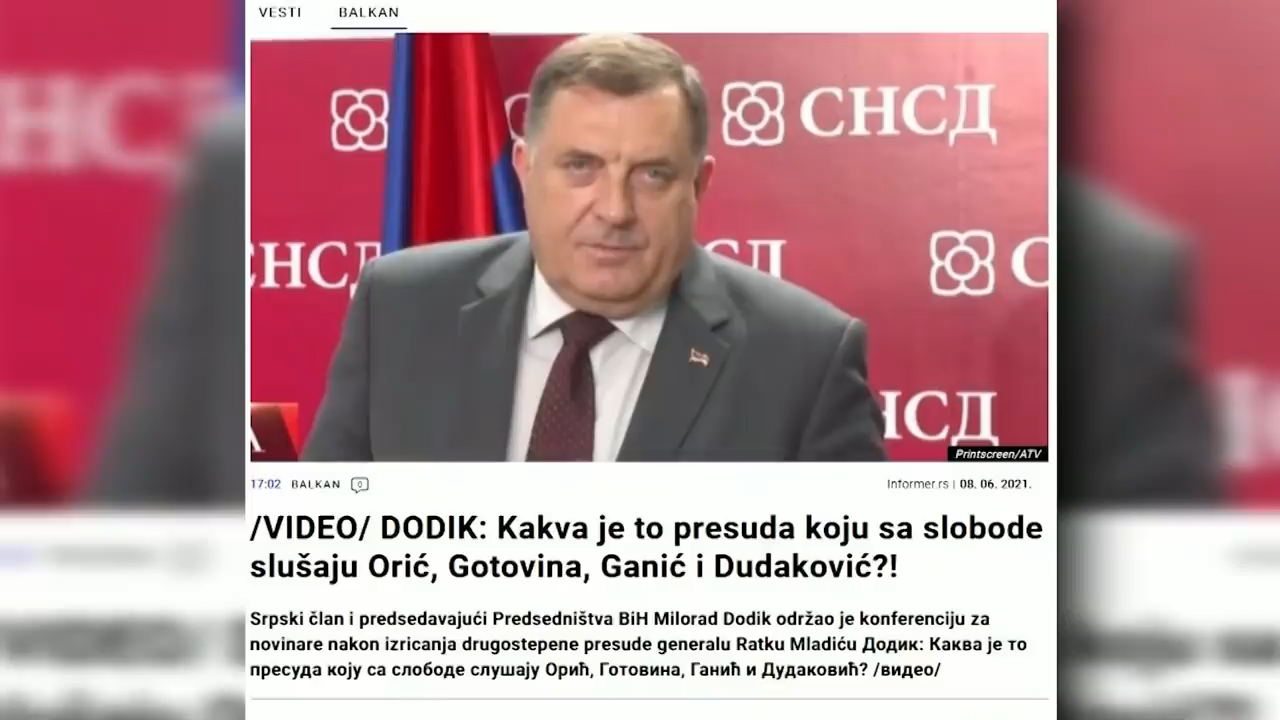 VESTI BALKAN
СНСД
СНСД
Printscreen/ATV
17:02 BALKAN 0 Informer.rs | 08. 06. 2021.
/VIDEO/ DODIK: Kakva je to presuda koju sa slobode
slušaju Orić, Gotovina, Ganić i Dudaković?!
Srpski član i predsedavajući Predsedništva BiH Milorad Dodik održao je konferenciju za
novinare nakon izricanja drugostepene presude generalu Ratku Mladiću Додик: Каква је то
пресуда коју са слободе слушају Орић, Готовина, Ганић и Дудаковић? /видео/